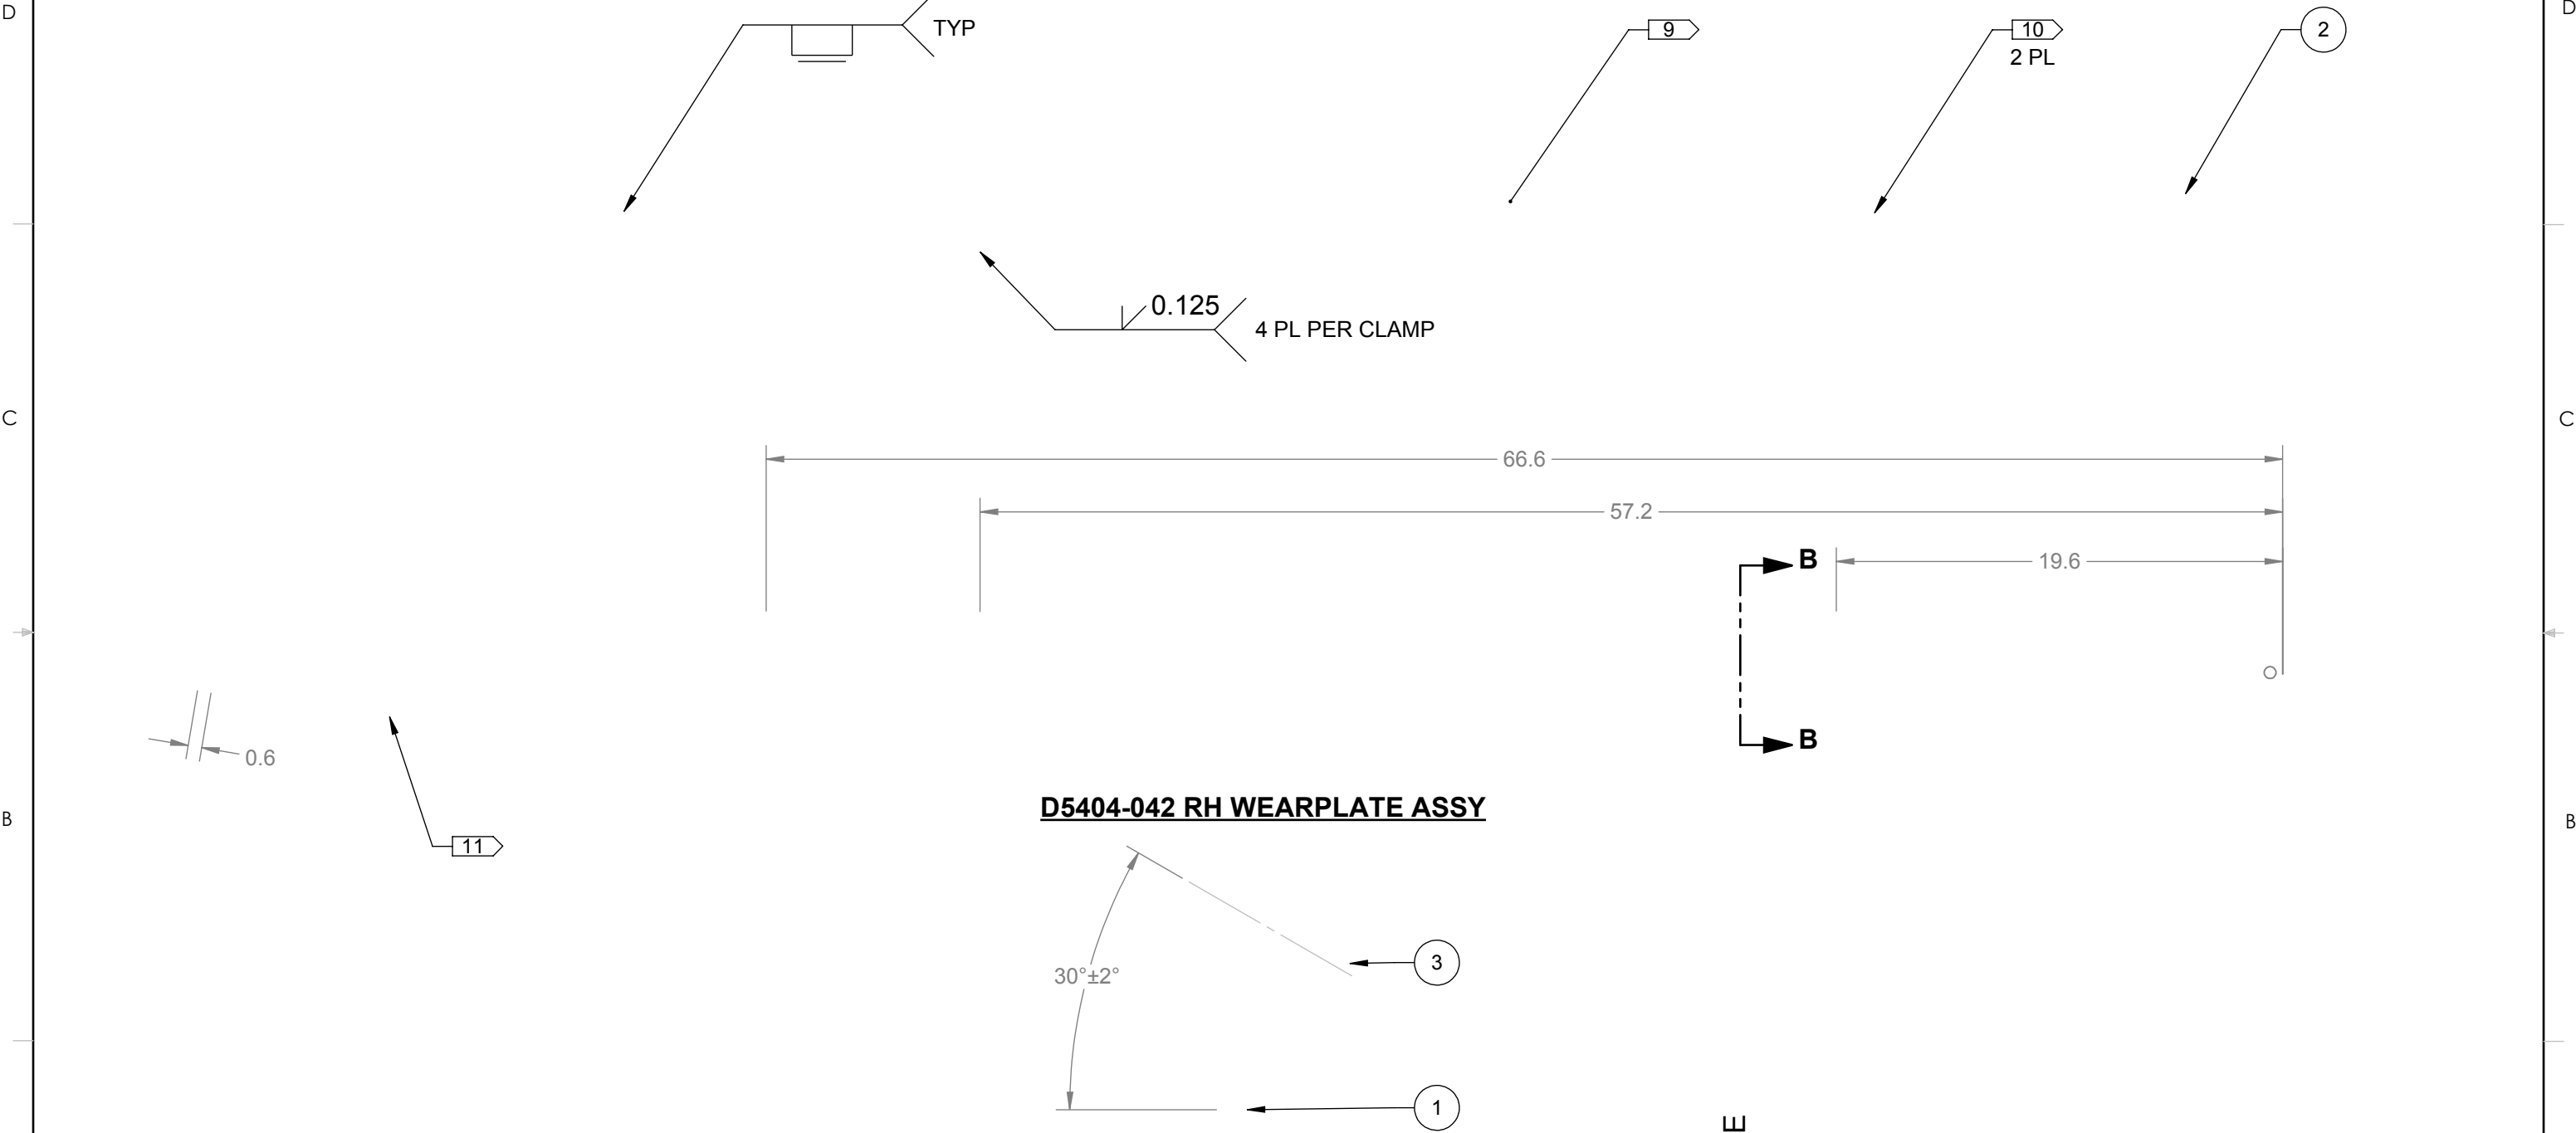 D
D
TYP
9
10
2 PL
2
0.125
4 PL PER CLAMP
C
C
66.6
57.2
B
19.6
B
0.6
D5404-042 RH WEARPLATE ASSY
B
B
11
3
30°±2°
1
E